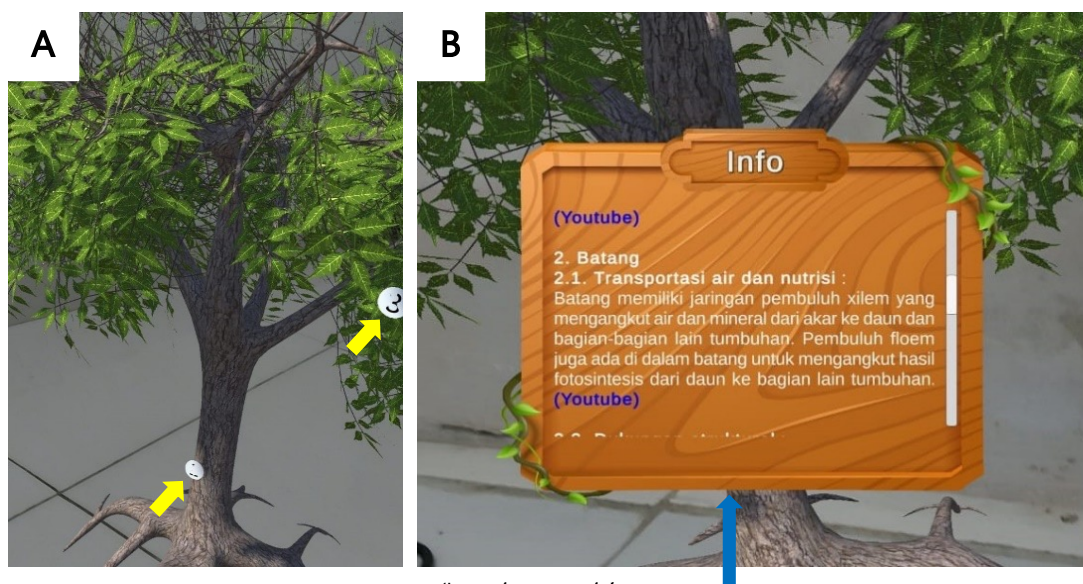 A
B
3
Info
(Youtube)
2. Batang
2.1. Transportasi air dan nutrisi :
Batang memiliki jaringan pembuluh xilem yang
mengangkut air dan mineral dari akar ke daun dan
bagian-bagian lain tumbuhan. Pembuluh floem
juga ada di dalam batang untuk mengangkut hasil
fotosintesis dari daun ke bagian lain tumbuhan.
(Youtube)